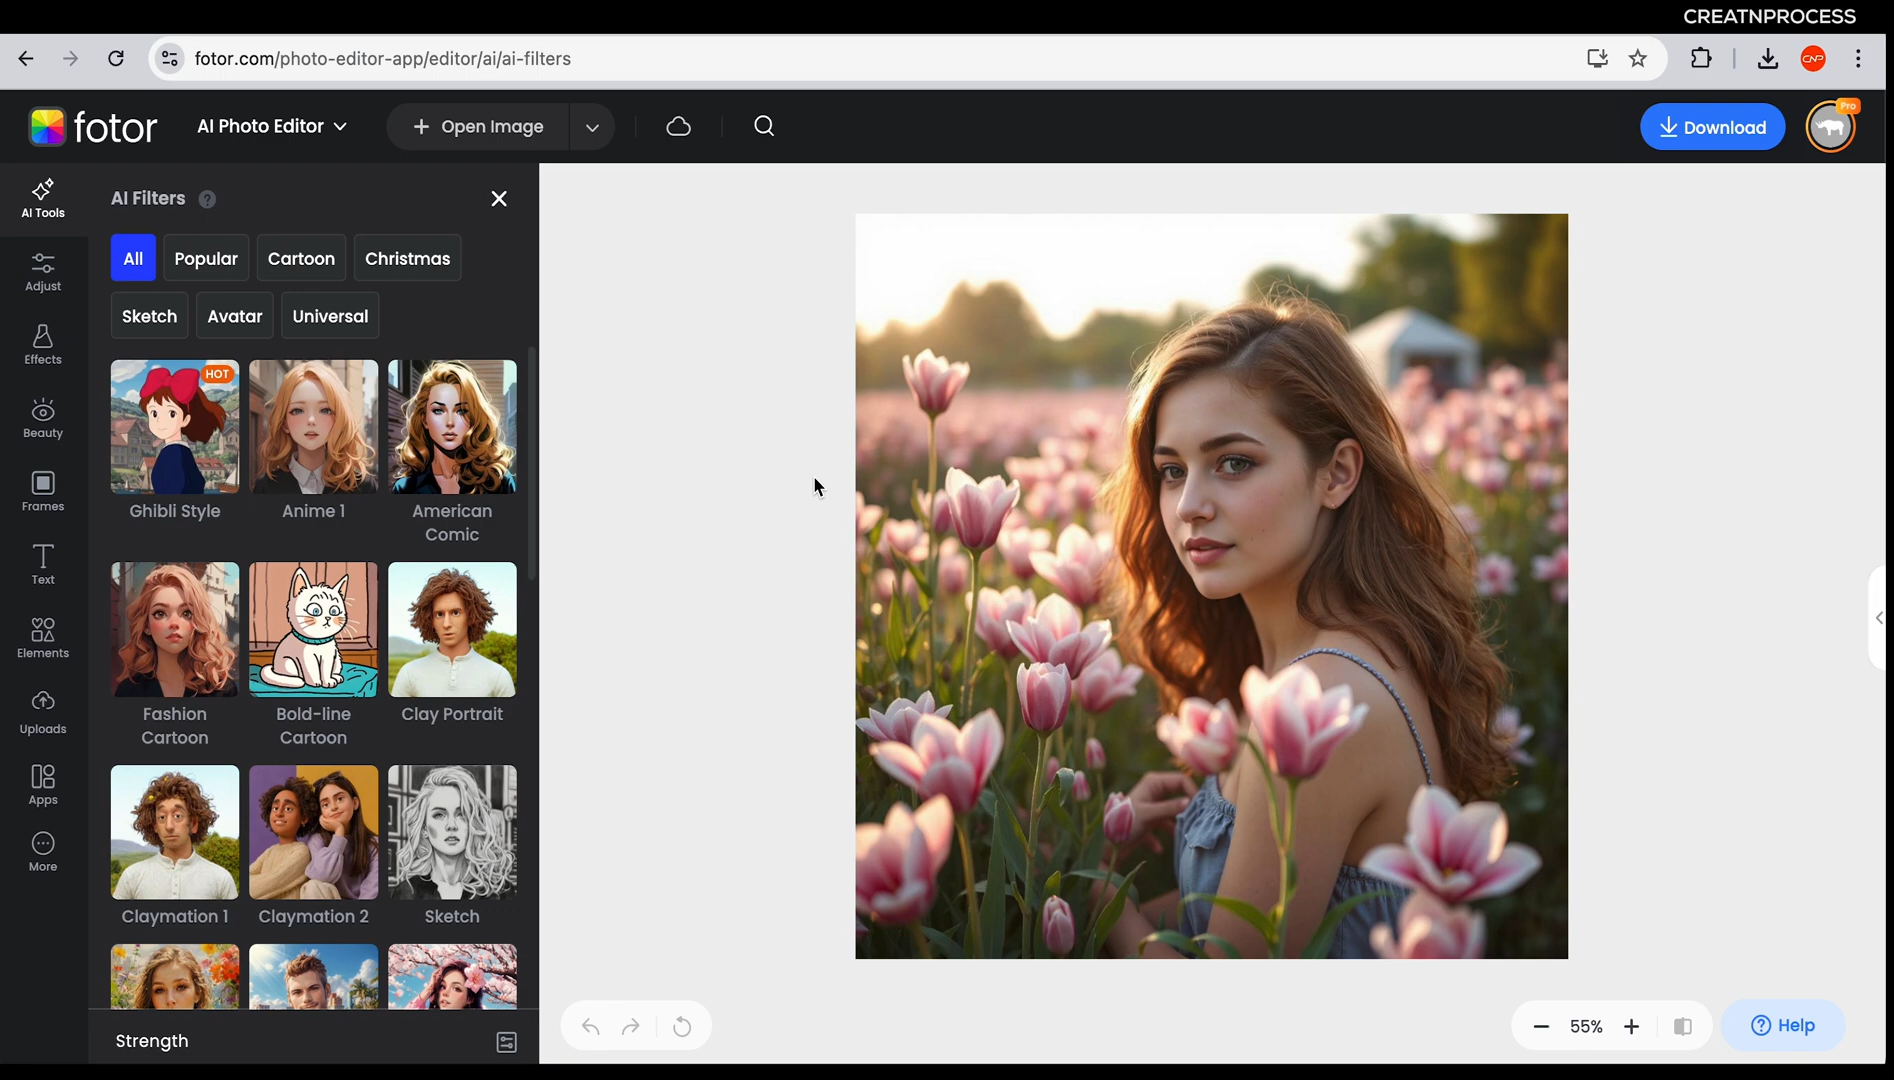 CREATNPROCESS
fotor.com/photo-editor-app/editor/ai/ai-filters
CNP
fotor
AI Photo Editor
Open Image
Download
Pro
AI Tools
Adjust
Effects
Beauty
Frames
Text
Elements
Uploads
Apps
More
AI Filters
?
All
Popular
Cartoon
Christmas
Sketch
Avatar
Universal
HOT
Ghibli Style
Anime 1
American
Comic
Fashion
Cartoon
Bold-line
Cartoon
Clay Portrait
Claymation 1
Claymation 2
Sketch
Strength
55%
Help